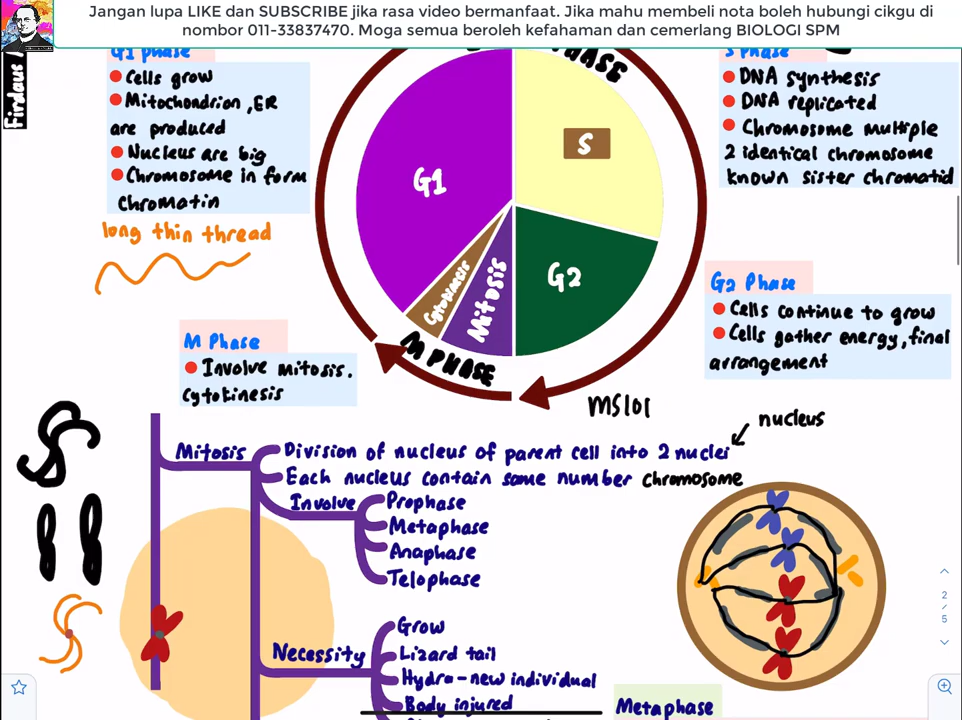 Jangan lupa LIKE dan SUBSCRIBE jika rasa video bermanfaat. Jika mahu membeli nota boleh hubungi cikgu di
nombor 011-33837470. Moga semua beroleh kefahaman dan cemerlang BIOLOGI SPM
Firdaus
G1 phase
Cells grow
Mitochondrion, ER
are produced
Nucleus are big
Chromosome in form
chromatin
long thin thread
G1
S
G2
Mitosis
Cytokinesis
M PHASE
S phase
DNA synthesis
DNA replicated
Chromosome multiple
2 identical chromosome
known sister chromatid
G2 Phase
Cells continue to grow
Cells gather energy, final
arrangement
M Phase
Involve mitosis.
cytokinesis
nucleus
Mitosis
Division of nucleus of parent cell into 2 nuclei
Each nucleus contain same number chromosome
Involve
Prophase
Metaphase
Anaphase
Telophase
Necessity
Grow
Lizard tail
Hydra-new individual
Body injured
Metaphase
2
/
5